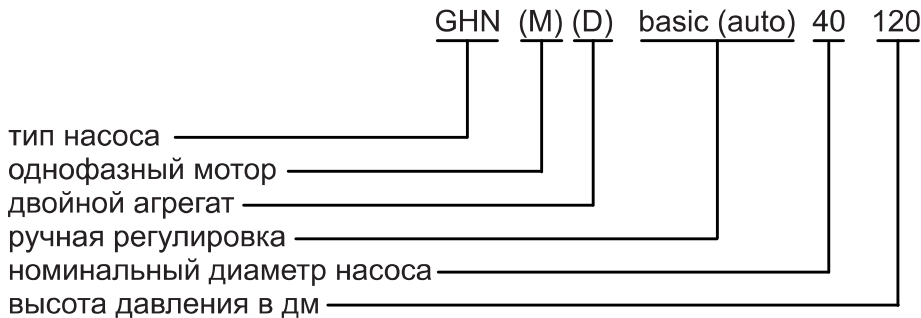 GHN (M) (D) basic (auto) 40 120
тип насоса
однофазный мотор
двойной агрегат
ручная регулировка
номинальный диаметр насоса
высота давления в дм